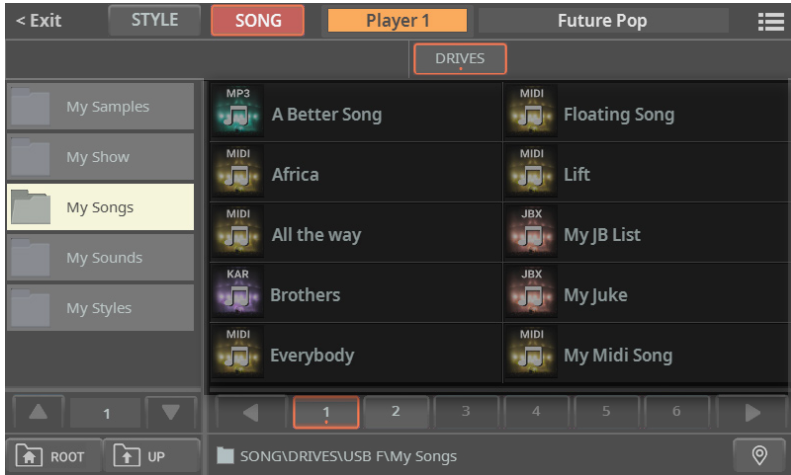 < Exit STYLE SONG Player 1 Future Pop
DRIVES
My Samples
My Show
My Songs
My Sounds
My Styles
MP3 A Better Song
MIDI Floating Song
MIDI Africa
MIDI Lift
MIDI All the way
JBX My JB List
KAR Brothers
JBX My Juke
MIDI Everybody
MIDI My Midi Song
1
1 2 3 4 5 6
ROOT UP
SONG\DRIVES\USB F\My Songs